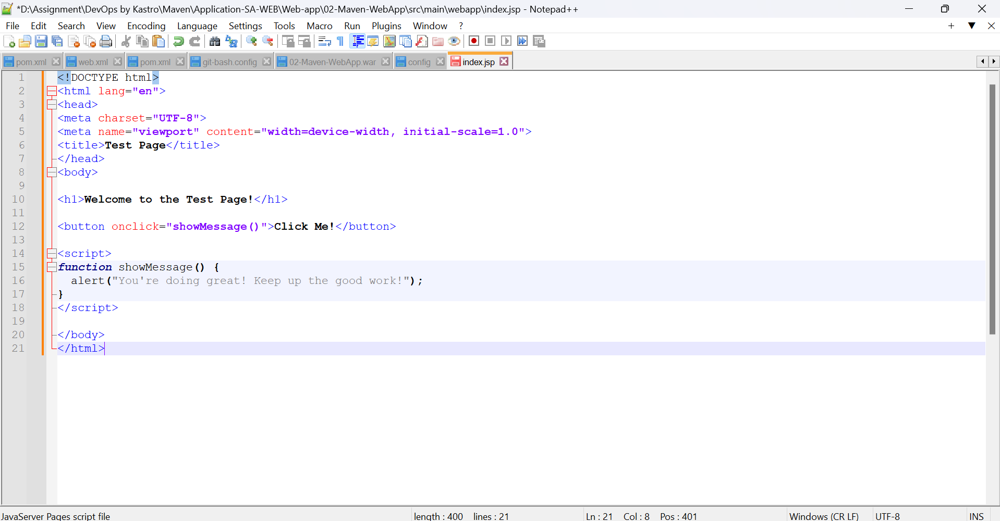 *D:\Assignment\DevOps by Kastro\Maven\Application-SA-WEB\Web-app\02-Maven-WebApp\src\main\webapp\index.jsp - Notepad++
File Edit Search View Encoding Language Settings Tools Macro Run Plugins Window ?
pom.xml web.xml pom.xml git-bash.config 02-Maven-WebApp.war config index.jsp
1 <!DOCTYPE html>
2 <html lang="en">
3 <head>
4 <meta charset="UTF-8">
5 <meta name="viewport" content="width=device-width, initial-scale=1.0">
6 <title>Test Page</title>
7 </head>
8 <body>
9
10 <h1>Welcome to the Test Page!</h1>
11
12 <button onclick="showMessage()">Click Me!</button>
13
14 <script>
15 function showMessage() {
16   alert("You're doing great! Keep up the good work!");
17 }
18 </script>
19
20 </body>
21 </html>
JavaServer Pages script file length : 400 lines : 21 Ln : 21 Col : 8 Pos : 401 Windows (CR LF) UTF-8 INS